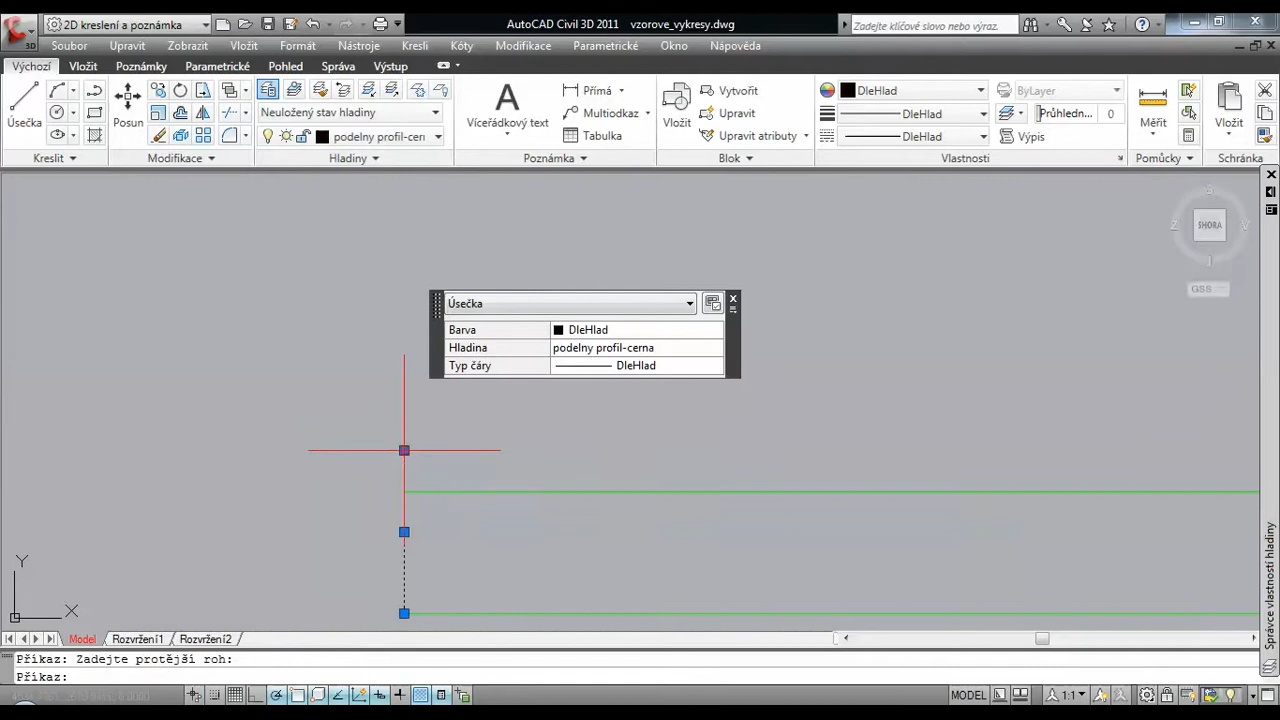 2D kreslení a poznámka
AutoCAD Civil 3D 2011 vzorove_vykresy.dwg
Zadejte klíčové slovo nebo výraz.
3D
Soubor Upravit Zobrazit Vložit Formát Nástroje Kresli Kóty Modifikace Parametrické Okno Nápověda
Výchozí Vložit Poznámky Parametrické Pohled Správa Výstup
Úsečka
Neuložený stav hladiny
podelny profil-cern
A
Víceřádkový text
Přímá
Multiodkaz
Tabulka
Vložit
Vytvořit
Upravit
Upravit atributy
DleHlad
DleHlad
DleHlad
ByLayer
Průhledn... 0
Výpis
Měřit
Vložit
Kreslit Modifikace Hladiny Poznámka Blok Vlastnosti Pomůcky Schránka
S
Z SHORA V
J
GSS
Úsečka
Barva DleHlad
Hladina podelny profil-cerna
Typ čáry DleHlad
Y
X
Správce vlastností hladiny
Model Rozvržení1 Rozvržení2
Příkaz: Zadejte protější roh:
Příkaz:
MODEL 1:1